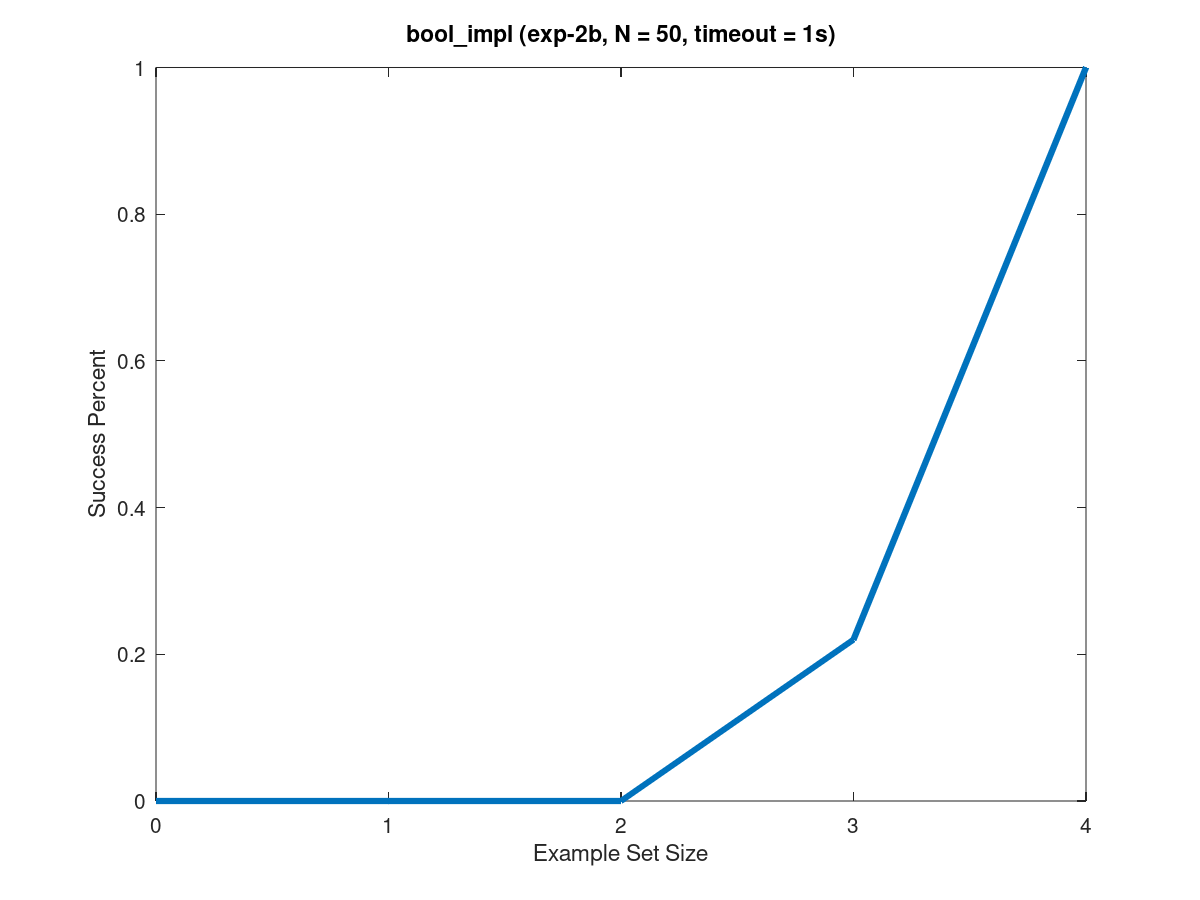 bool_impl (exp-2b, N = 50, timeout = 1s)
1
0.8
0.6
0.4
0.2
0
Success Percent
0 1 2 3 4
Example Set Size